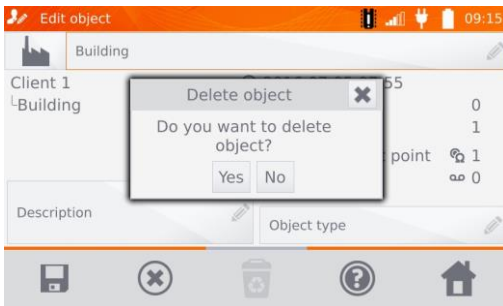 Edit object
09:15
Building
Client 1
└Building
55
0
1
point
1
0
Delete object
Do you want to delete
object?
Yes No
Description
Object type